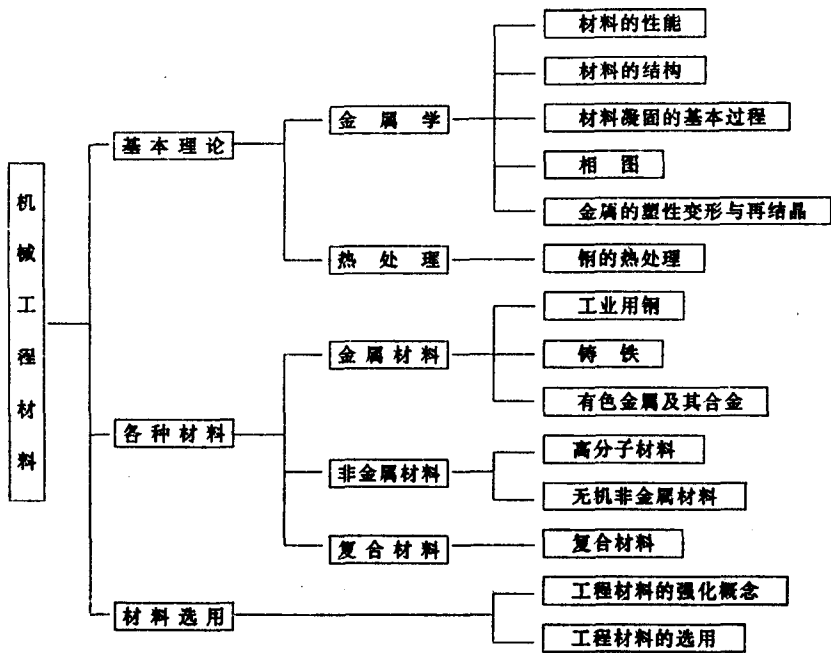 机械工程材料
基本理论
金属学
材料的性能
材料的结构
材料凝固的基本过程
相图
金属的塑性变形与再结晶
热处理
钢的热处理
各种材料
金属材料
工业用钢
铸铁
有色金属及其合金
非金属材料
高分子材料
无机非金属材料
复合材料
复合材料
材料选用
工程材料的强化概念
工程材料的选用